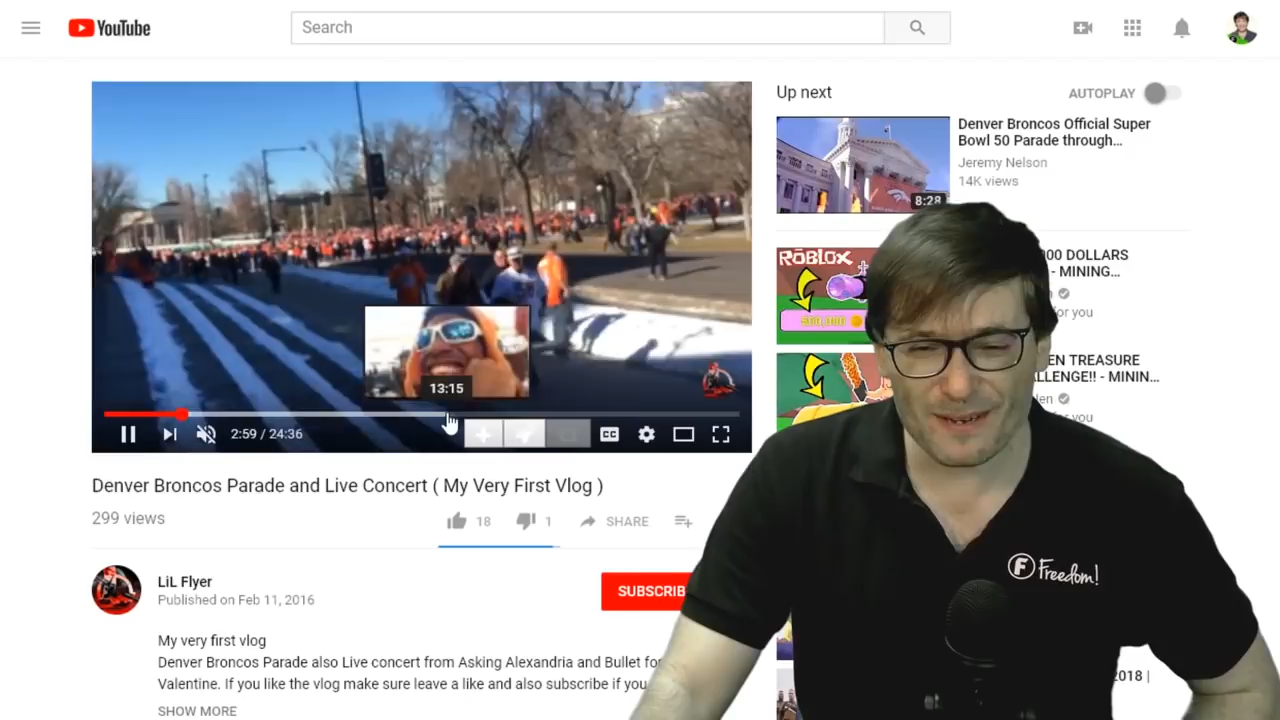 YouTube
Search
Up next
AUTOPLAY
Denver Broncos Official Super
Bowl 50 Parade through…
Jeremy Nelson
14K views
8:28
ROBLOX
000 DOLLARS
- MINING…
for you
EN TREASURE
ALLENGE!! - MININ…
den
for you
13:15
2:59 / 24:36
CC
Denver Broncos Parade and Live Concert ( My Very First Vlog )
299 views
18
1
SHARE
LiL Flyer
Published on Feb 11, 2016
SUBSCRIB
My very first vlog
Denver Broncos Parade also Live concert from Asking Alexandria and Bullet for
Valentine. If you like the vlog make sure leave a like and also subscribe if you
SHOW MORE
F Freedom!
2018 |